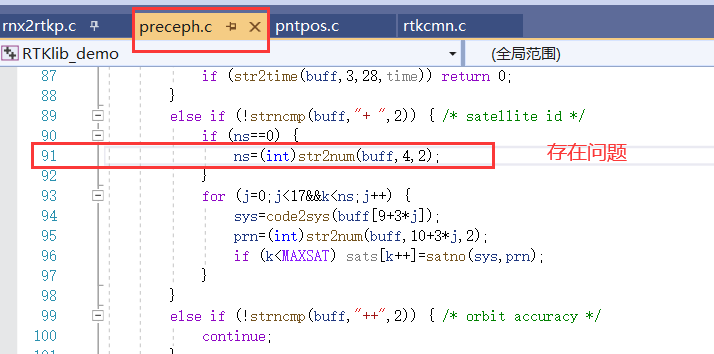 rnx2rtkp.c preceph.c pntpos.c rtkcmn.c
RTKlib_demo (全局范围)
87 if (str2time(buff,3,28,time)) return 0;
88 }
89 else if (!strncmp(buff,"+ ",2)) { /* satellite id */
90 if (ns==0) {
91 ns=(int)str2num(buff,4,2); 存在问题
92 }
93 for (j=0;j<17&&k<ns;j++) {
94 sys=code2sys(buff[9+3*j]);
95 prn=(int)str2num(buff,10+3*j,2);
96 if (k<MAXSAT) sats[k++]=satno(sys,prn);
97 }
98 }
99 else if (!strncmp(buff,"++",2)) { /* orbit accuracy */
100 continue;